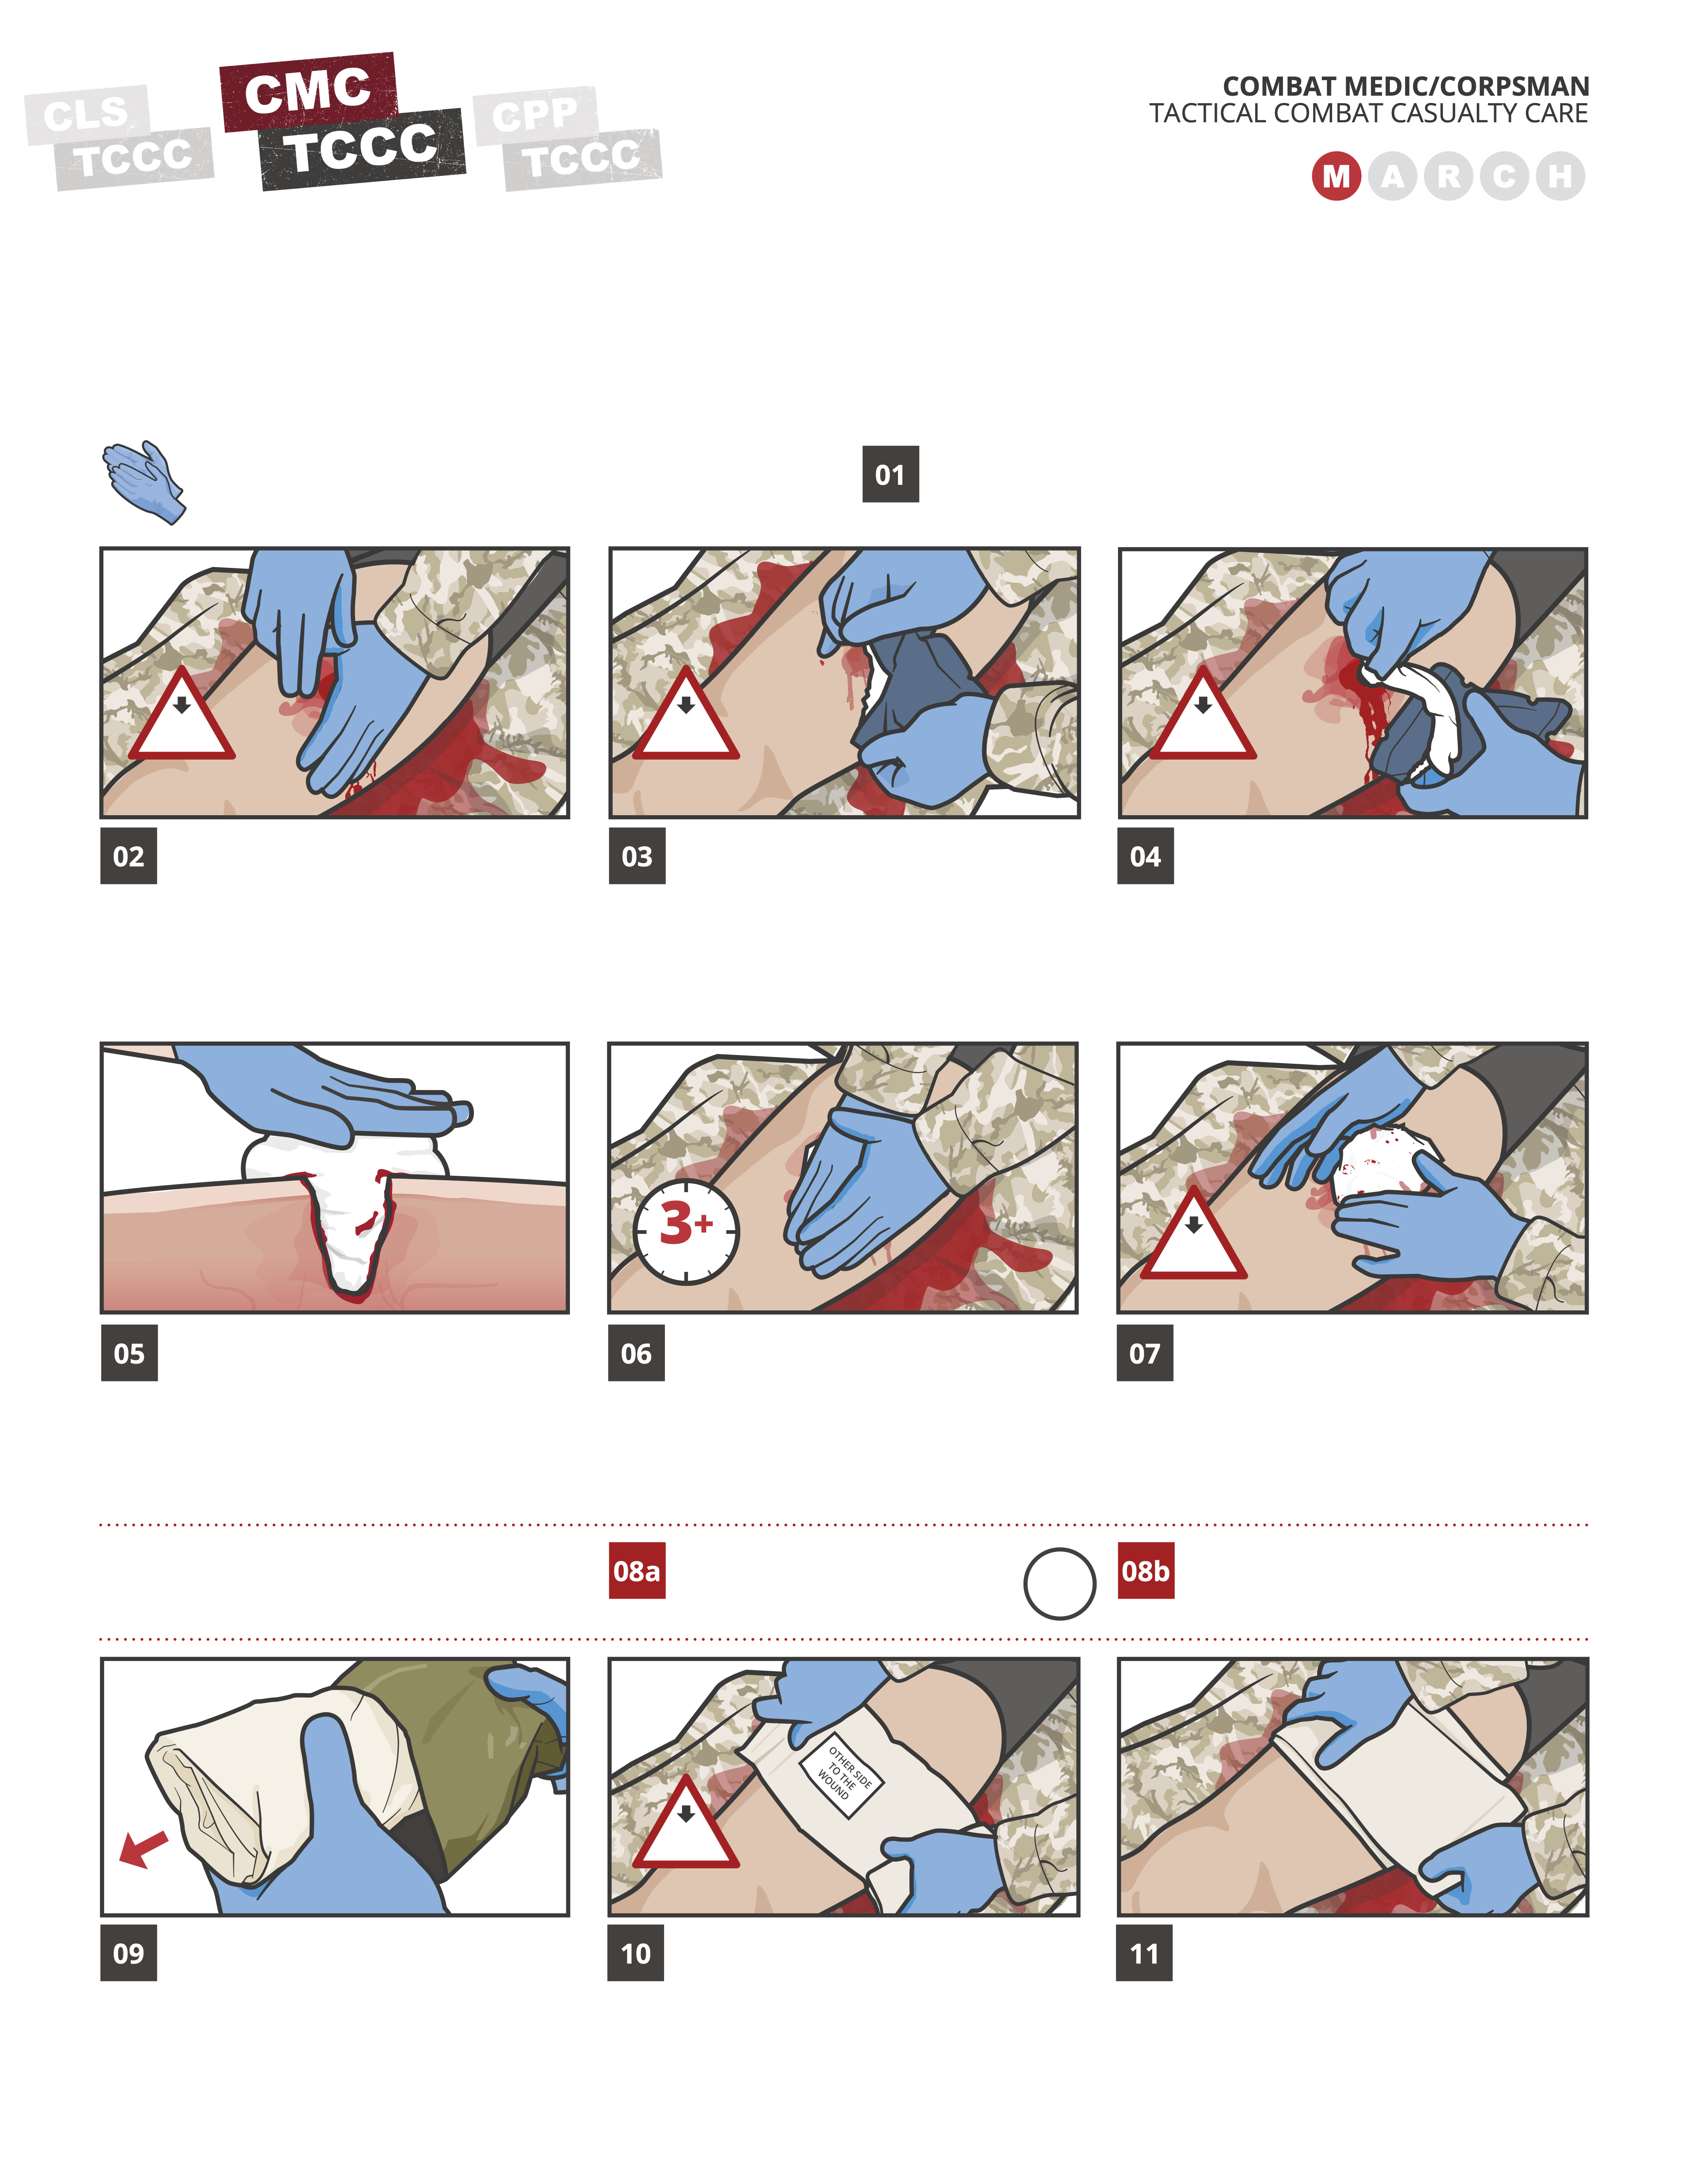 CLS
TCCC
CMC
TCCC
CPP
TCCC
COMBAT MEDIC/CORPSMAN
TACTICAL COMBAT CASUALTY CARE
M A R C H
01
02
03
04
3+
05
06
07
08a
08b
OTHER SIDE
TO THE
WOUND
09
10
11